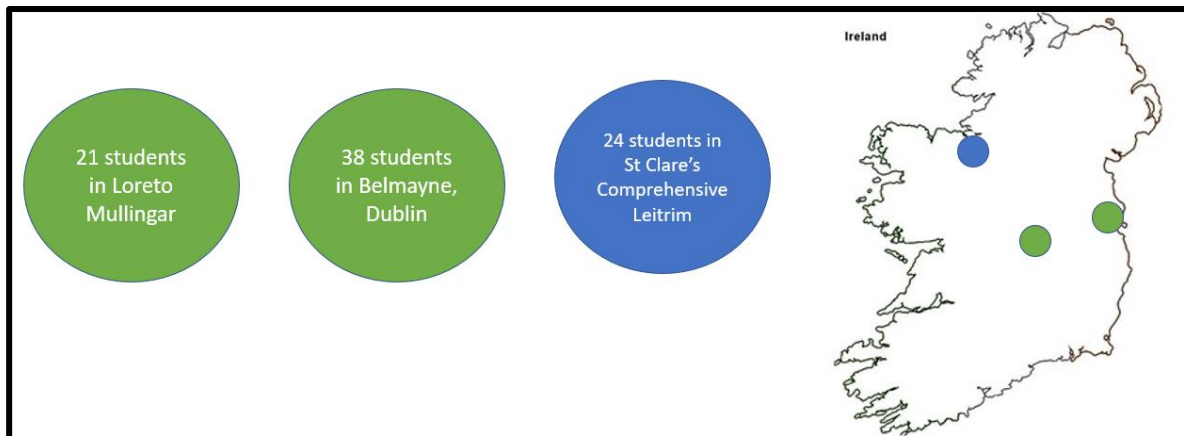 Ireland
21 students
in Loreto
Mullingar
38 students
in Belmayne,
Dublin
24 students in
St Clare's
Comprehensive
Leitrim